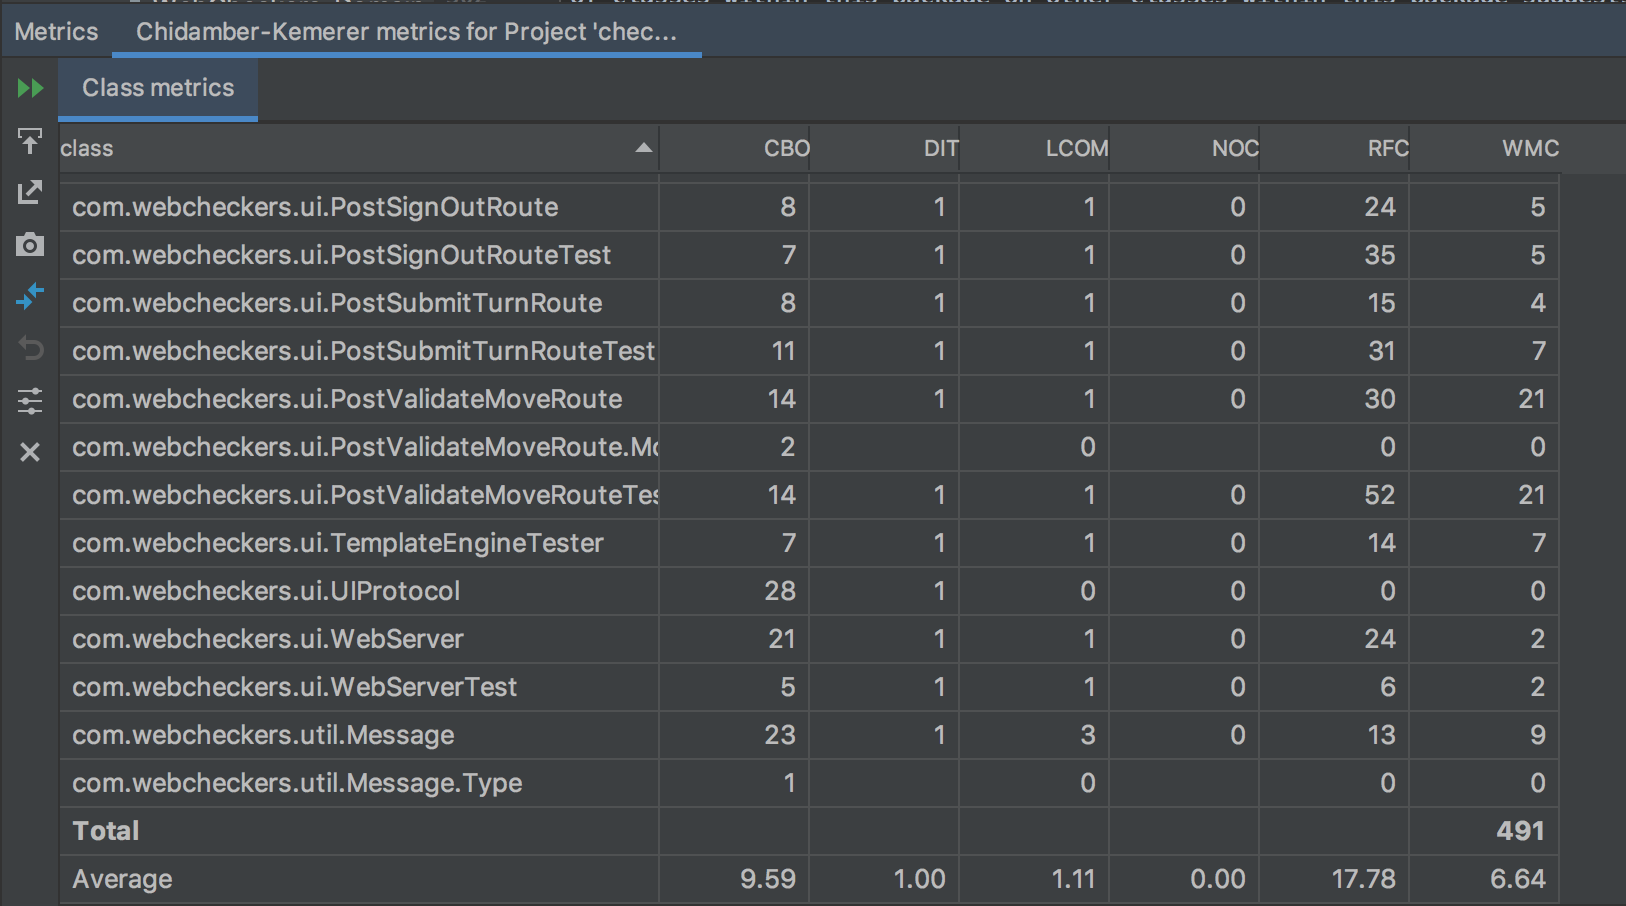 Metrics Chidamber-Kemerer metrics for Project 'chec...
Class metrics
class CBO DIT LCOM NOC RFC WMC
com.webcheckers.ui.PostSignOutRoute 8 1 1 0 24 5
com.webcheckers.ui.PostSignOutRouteTest 7 1 1 0 35 5
com.webcheckers.ui.PostSubmitTurnRoute 8 1 1 0 15 4
com.webcheckers.ui.PostSubmitTurnRouteTest 11 1 1 0 31 7
com.webcheckers.ui.PostValidateMoveRoute 14 1 1 0 30 21
com.webcheckers.ui.PostValidateMoveRoute.Mo 2 0 0 0
com.webcheckers.ui.PostValidateMoveRouteTes 14 1 1 0 52 21
com.webcheckers.ui.TemplateEngineTester 7 1 1 0 14 7
com.webcheckers.ui.UIProtocol 28 1 0 0 0 0
com.webcheckers.ui.WebServer 21 1 1 0 24 2
com.webcheckers.ui.WebServerTest 5 1 1 0 6 2
com.webcheckers.util.Message 23 1 3 0 13 9
com.webcheckers.util.Message.Type 1 0 0 0
Total 491
Average 9.59 1.00 1.11 0.00 17.78 6.64